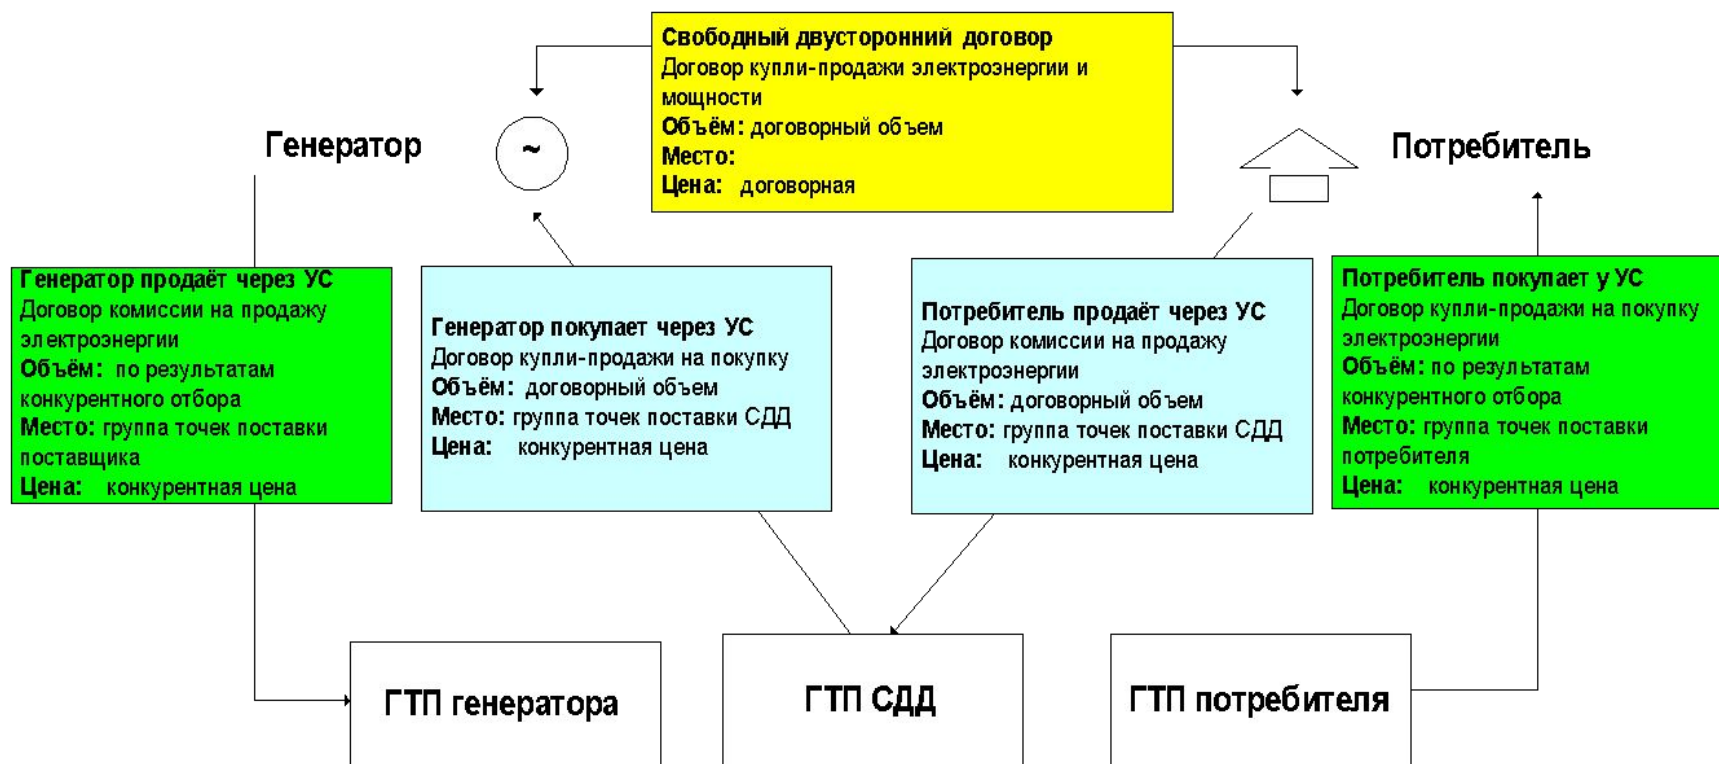 Свободный двусторонний договор
Договор купли-продажи электроэнергии и
мощности
Объём: договорный объем
Место:
Цена: договорная
Генератор
~
Потребитель
Генератор продаёт через УС
Договор комиссии на продажу
электроэнергии
Объём: по результатам
конкурентного отбора
Место: группа точек поставки
поставщика
Цена: конкурентная цена
Генератор покупает через УС
Договор купли-продажи на покупку
Объём: договорный объем
Место: группа точек поставки СДД
Цена: конкурентная цена
Потребитель продаёт через УС
Договор комиссии на продажу
электроэнергии
Объём: договорный объем
Место: группа точек поставки СДД
Цена: конкурентная цена
Потребитель покупает у УС
Договор купли-продажи на покупку
электроэнергии
Объём: по результатам
конкурентного отбора
Место: группа точек поставки
потребителя
Цена: конкурентная цена
ГТП генератора
ГТП СДД
ГТП потребителя